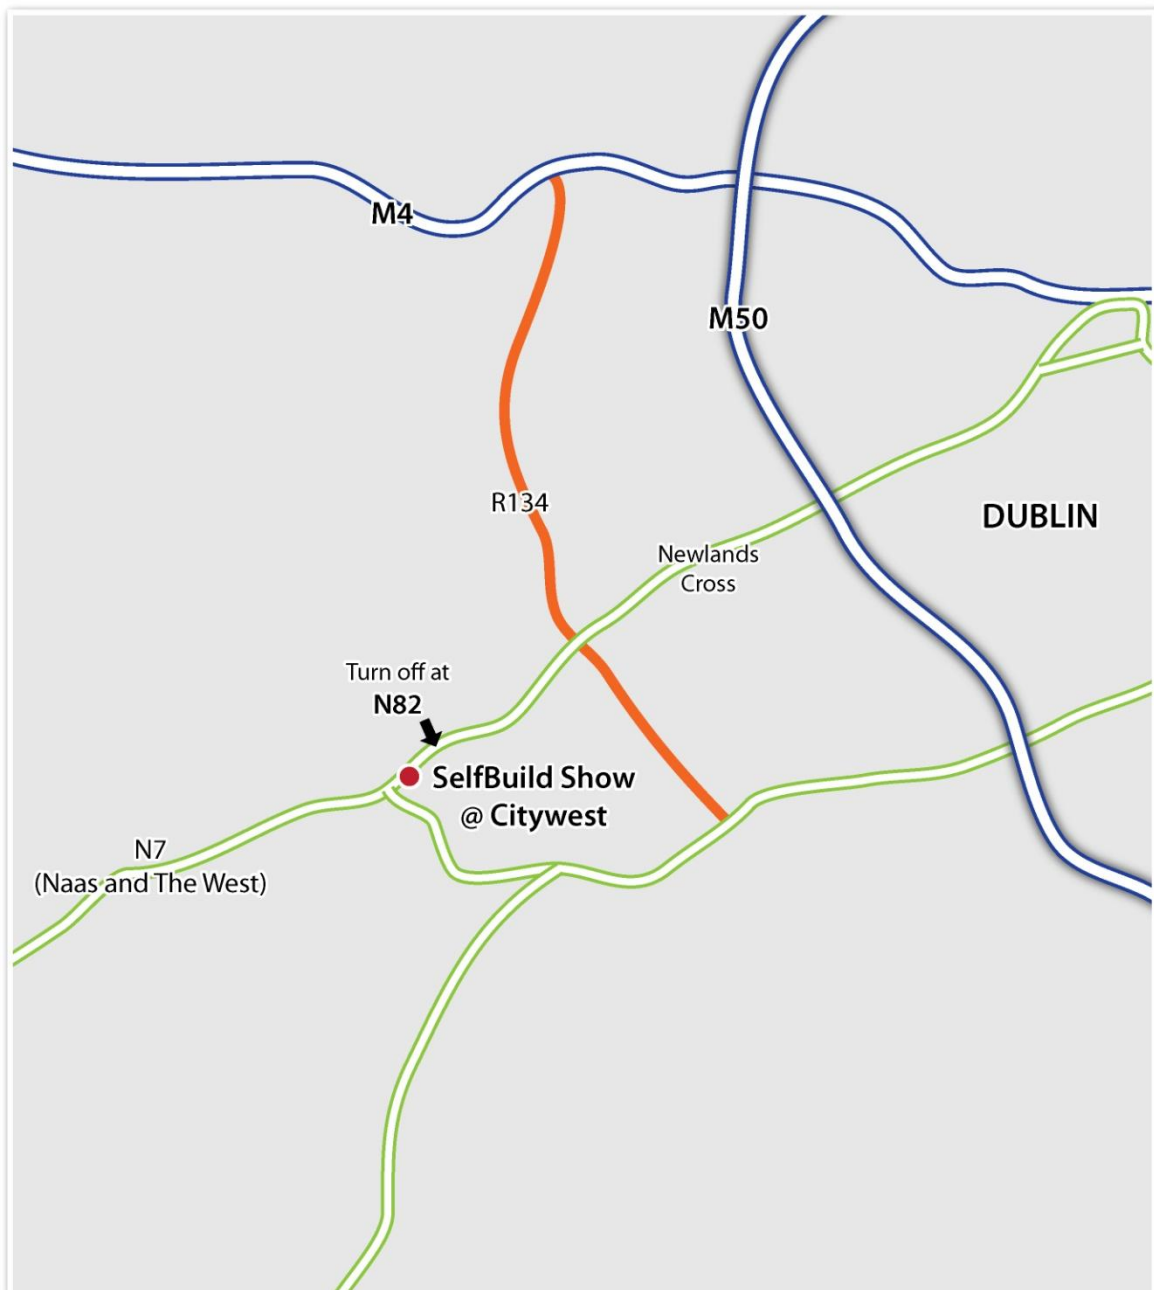 M4
M50
R134
DUBLIN
Newlands
Cross
Turn off at
N82
SelfBuild Show
@ Citywest
N7
(Naas and The West)